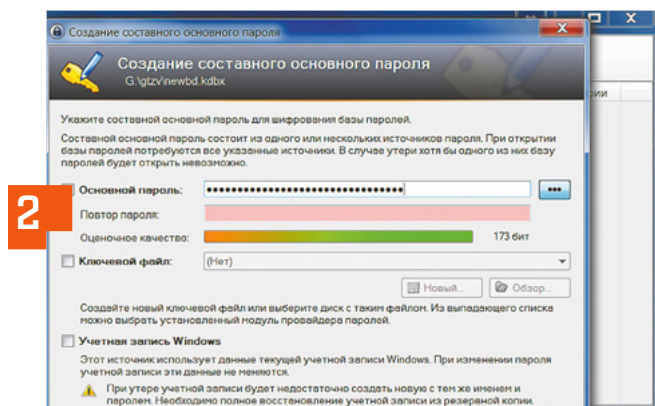 Создание составного основного пароля
Создание составного основного пароля
G:\gtzv\newbd.kdbx
Укажите составной основной пароль для шифрования базы паролей.
Составной основной пароль состоит из одного или нескольких источников пароля. При открытии
базы паролей потребуются все указанные источники. В случае утери хотя бы одного из них базу
паролей будет открыть невозможно.
2
Основной пароль:
Повтор пароля:
Оценочное качество: 173 бит
Ключевой файл: (Нет)
Новый... Обзор...
Создайте новый ключевой файл или выберите диск с таким файлом. Из выпадающего списка
можно выбрать установленный модуль провайдера паролей.
Учетная запись Windows
Этот источник использует данные текущей учетной записи Windows. При изменении пароля
учетной записи эти данные не меняются.
При утере учетной записи будет недостаточно создать новую с тем же именем и
паролем. Необходимо полное восстановление учетной записи из резервной копии.